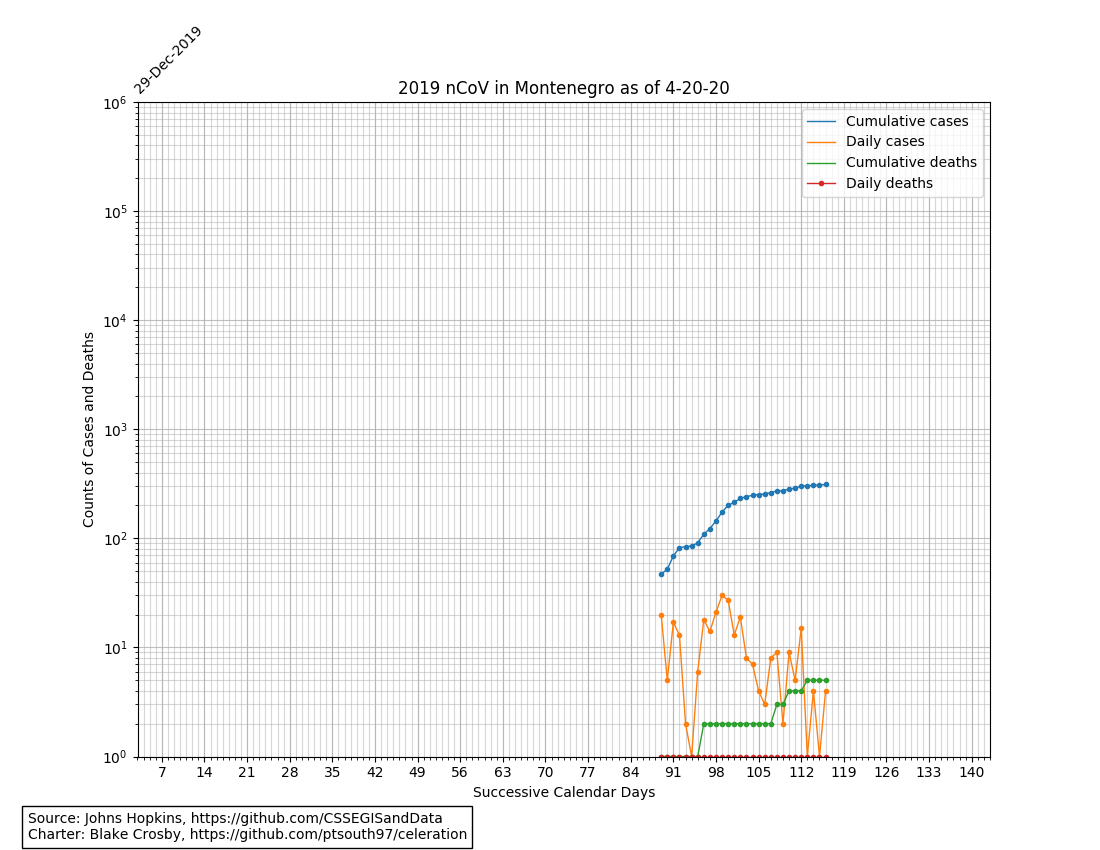 29-Dec-2019
2019 nCoV in Montenegro as of 4-20-20
Cumulative cases
Daily cases
Cumulative deaths
Daily deaths
Counts of Cases and Deaths
10⁶
10⁵
10⁴
10³
10²
10¹
10⁰
7 14 21 28 35 42 49 56 63 70 77 84 91 98 105 112 119 126 133 140
Successive Calendar Days
Source: Johns Hopkins, https://github.com/CSSEGISandData
Charter: Blake Crosby, https://github.com/ptsouth97/celeration